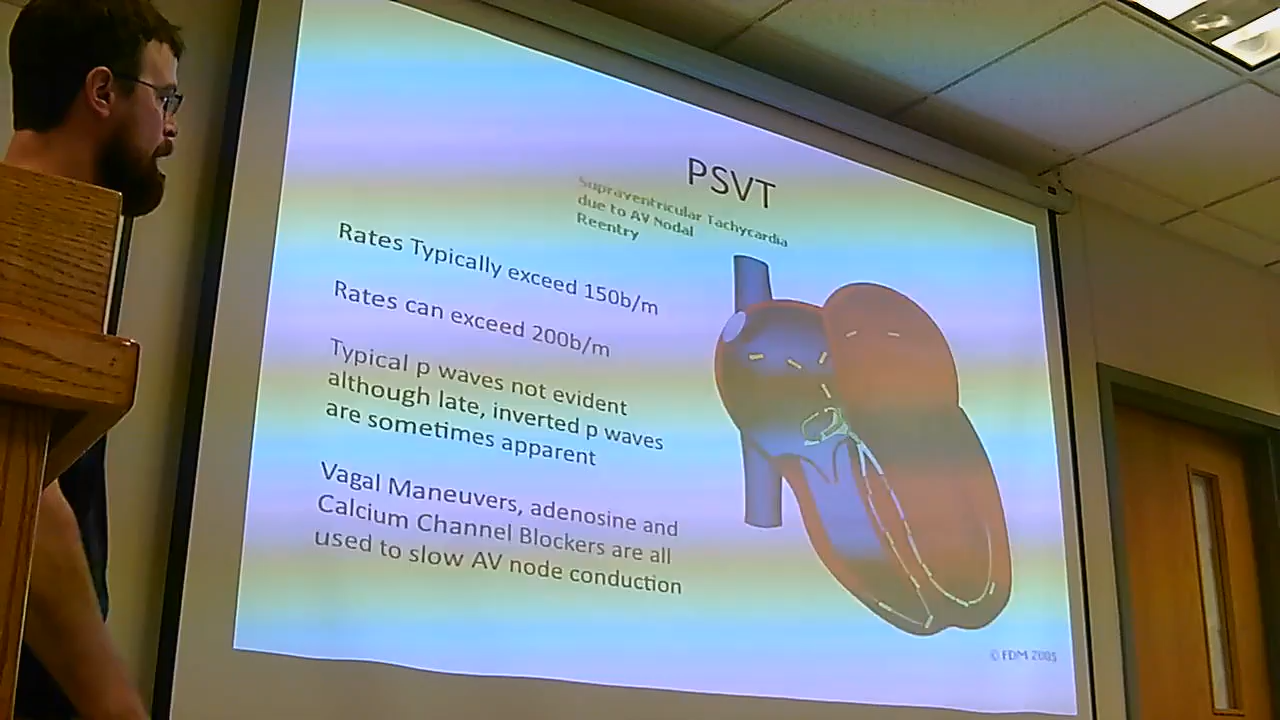 PSVT
Supraventricular Tachycardia
due to AV Nodal
Reentry
Rates Typically exceed 150b/m
Rates can exceed 200b/m
Typical p waves not evident
although late, inverted p waves
are sometimes apparent
Vagal Maneuvers, adenosine and
Calcium Channel Blockers are all
used to slow AV node conduction
© FDM 2005